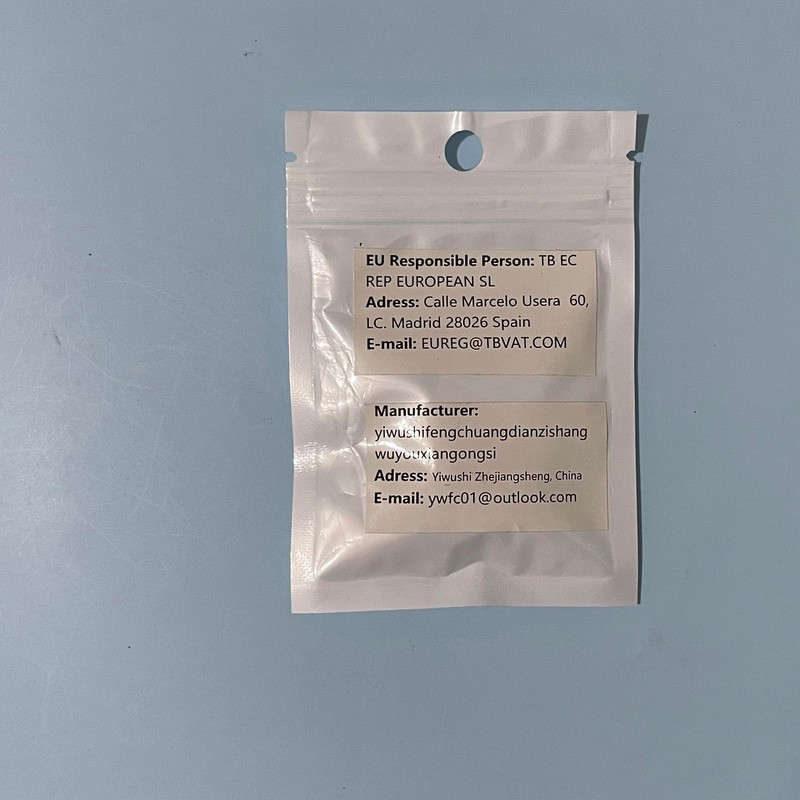 EU Responsible Person: TB EC
REP EUROPEAN SL
Adress: Calle Marcelo Usera 60,
LC. Madrid 28026 Spain
E-mail: EUREG@TBVAT.COM
Manufacturer:
yiwushifengchuangdianzishang
wuyouxiangongsi
Adress: Yiwushi Zhejiangsheng, China
E-mail: ywfc01@outlook.com